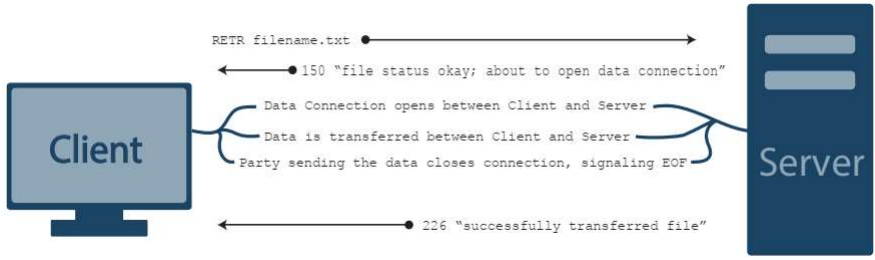 RETR filename.txt
150 “file status okay; about to open data connection”
Data Connection opens between Client and Server
Client
Data is transferred between Client and Server
Server
Party sending the data closes connection, signaling EOF
226 “successfully transferred file”